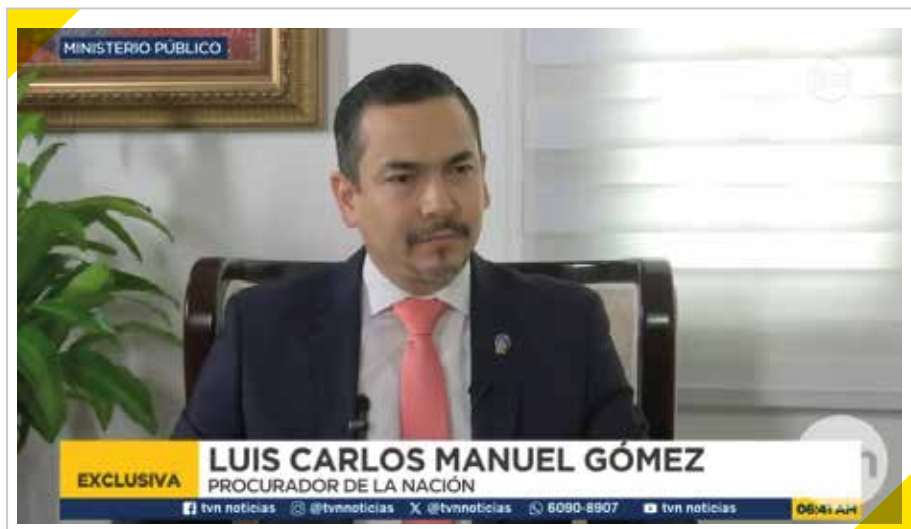 MINISTERIO PÚBLICO
LUIS CARLOS MANUEL GÓMEZ
EXCLUSIVA
PROCURADOR DE LA NACIÓN
tvn noticias @tvnnoticias @tvnnoticias 6090-8907 tvn noticias 06:41 AM